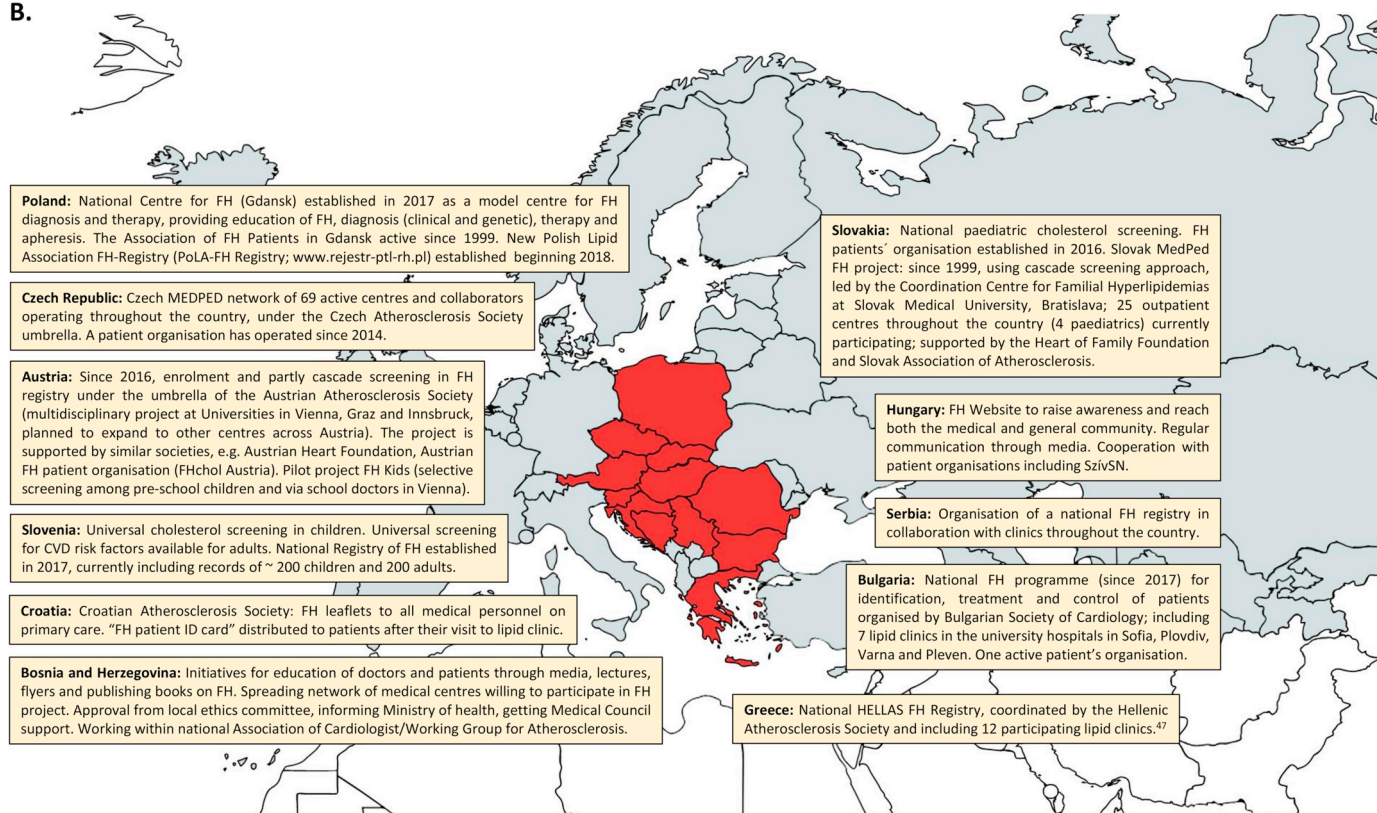 B.
Poland: National Centre for FH (Gdansk) established in 2017 as a model centre for FH
diagnosis and therapy, providing education of FH, diagnosis (clinical and genetic), therapy and
apheresis. The Association of FH Patients in Gdansk active since 1999. New Polish Lipid
Association FH-Registry (PoLA-FH Registry; www.rejestr-ptl-rh.pl) established beginning 2018.
Czech Republic: Czech MEDPED network of 69 active centres and collaborators
operating throughout the country, under the Czech Atherosclerosis Society
umbrella. A patient organisation has operated since 2014.
Austria: Since 2016, enrolment and partly cascade screening in FH
registry under the umbrella of the Austrian Atherosclerosis Society
(multidisciplinary project at Universities in Vienna, Graz and Innsbruck,
planned to expand to other centres across Austria). The project is
supported by similar societies, e.g. Austrian Heart Foundation, Austrian
FH patient organisation (FHchol Austria). Pilot project FH Kids (selective
screening among pre-school children and via school doctors in Vienna).
Slovenia: Universal cholesterol screening in children. Universal screening
for CVD risk factors available for adults. National Registry of FH established
in 2017, currently including records of ~ 200 children and 200 adults.
Croatia: Croatian Atherosclerosis Society: FH leaflets to all medical personnel on
primary care. “FH patient ID card” distributed to patients after their visit to lipid clinic.
Bosnia and Herzegovina: Initiatives for education of doctors and patients through media, lectures,
flyers and publishing books on FH. Spreading network of medical centres willing to participate in FH
project. Approval from local ethics committee, informing Ministry of health, getting Medical Council
support. Working within national Association of Cardiologist/Working Group for Atherosclerosis.
Slovakia: National paediatric cholesterol screening. FH
patients´ organisation established in 2016. Slovak MedPed
FH project: since 1999, using cascade screening approach,
led by the Coordination Centre for Familial Hyperlipidemias
at Slovak Medical University, Bratislava; 25 outpatient
centres throughout the country (4 paediatrics) currently
participating; supported by the Heart of Family Foundation
and Slovak Association of Atherosclerosis.
Hungary: FH Website to raise awareness and reach
both the medical and general community. Regular
communication through media. Cooperation with
patient organisations including SzívSN.
Serbia: Organisation of a national FH registry in
collaboration with clinics throughout the country.
Bulgaria: National FH programme (since 2017) for
identification, treatment and control of patients
organised by Bulgarian Society of Cardiology; including
7 lipid clinics in the university hospitals in Sofia, Plovdiv,
Varna and Pleven. One active patient’s organisation.
Greece: National HELLAS FH Registry, coordinated by the Hellenic
Atherosclerosis Society and including 12 participating lipid clinics.47